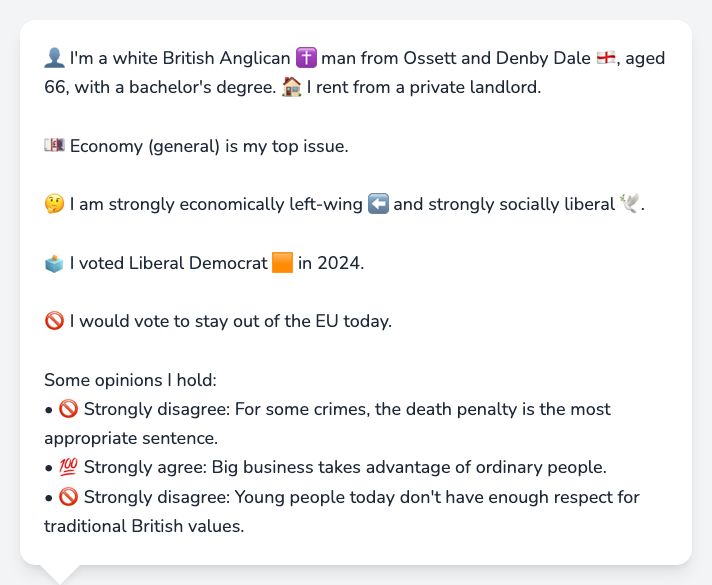 👤 I'm a white British Anglican ✝️ man from Ossett and Denby Dale 🏴󠁧󠁢󠁥󠁮󠁧󠁿, aged
66, with a bachelor's degree. 🏠 I rent from a private landlord.
💷 Economy (general) is my top issue.
🤔 I am strongly economically left-wing ⬅️ and strongly socially liberal 🕊️.
🗳️ I voted Liberal Democrat 🟧 in 2024.
🚫 I would vote to stay out of the EU today.
Some opinions I hold:
• 🚫 Strongly disagree: For some crimes, the death penalty is the most
appropriate sentence.
• 💯 Strongly agree: Big business takes advantage of ordinary people.
• 🚫 Strongly disagree: Young people today don't have enough respect for
traditional British values.